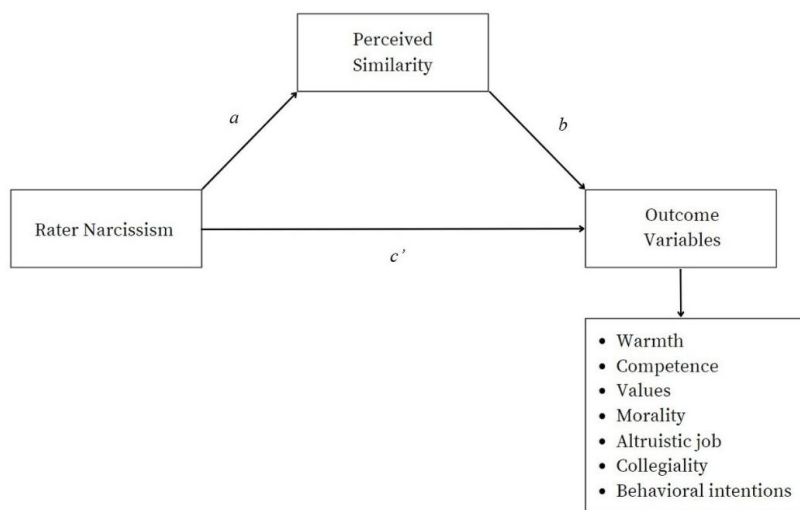 Perceived
Similarity
a
b
Rater Narcissism
Outcome
Variables
c'
• Warmth
• Competence
• Values
• Morality
• Altruistic job
• Collegiality
• Behavioral intentions